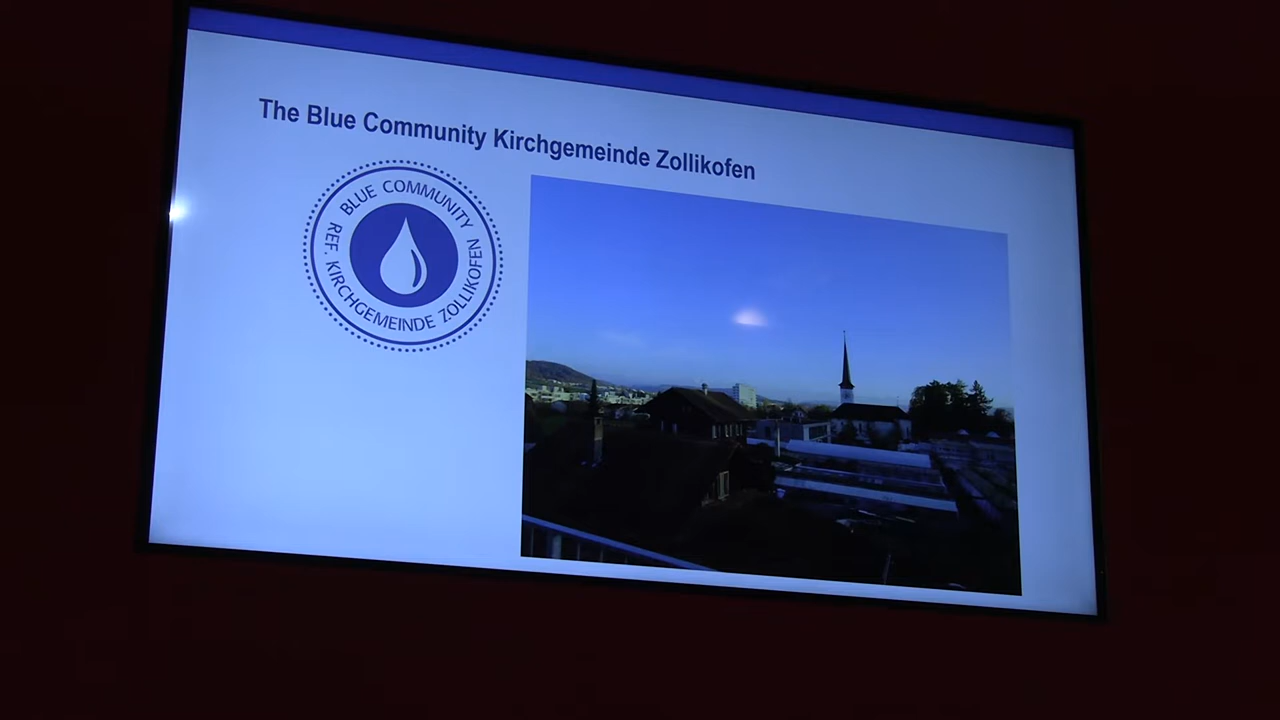 The Blue Community Kirchgemeinde Zollikofen
BLUE COMMUNITY
REF. KIRCHGEMEINDE ZOLLIKOFEN